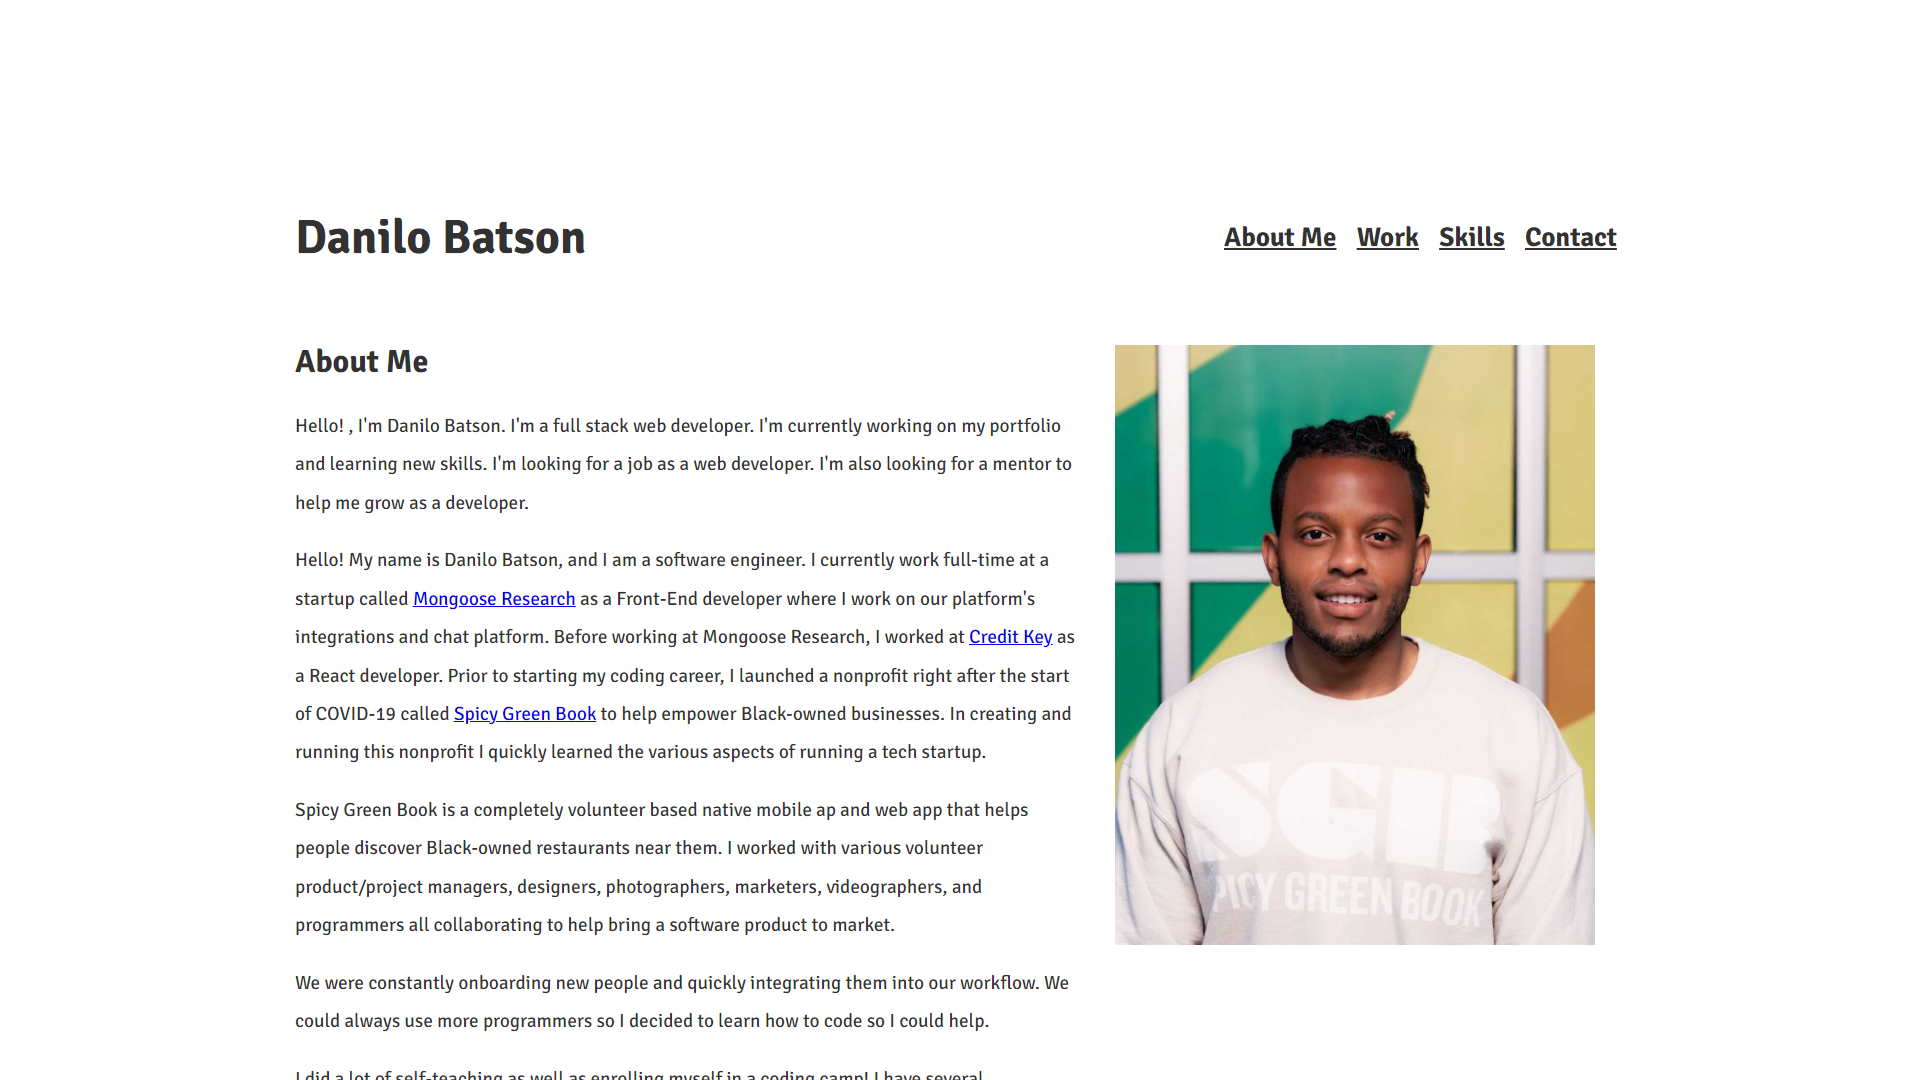 Danilo Batson
About Me Work Skills Contact
About Me
Hello! , I'm Danilo Batson. I'm a full stack web developer. I'm currently working on my portfolio
and learning new skills. I'm looking for a job as a web developer. I'm also looking for a mentor to
help me grow as a developer.
Hello! My name is Danilo Batson, and I am a software engineer. I currently work full-time at a
startup called Mongoose Research as a Front-End developer where I work on our platform's
integrations and chat platform. Before working at Mongoose Research, I worked at Credit Key as
a React developer. Prior to starting my coding career, I launched a nonprofit right after the start
of COVID-19 called Spicy Green Book to help empower Black-owned businesses. In creating and
running this nonprofit I quickly learned the various aspects of running a tech startup.
Spicy Green Book is a completely volunteer based native mobile ap and web app that helps
people discover Black-owned restaurants near them. I worked with various volunteer
product/project managers, designers, photographers, marketers, videographers, and
programmers all collaborating to help bring a software product to market.
We were constantly onboarding new people and quickly integrating them into our workflow. We
could always use more programmers so I decided to learn how to code so I could help.
I did a lot of self-teaching as well as enrolling myself in a coding camp! I have several
SGB
SPICY GREEN BOOK